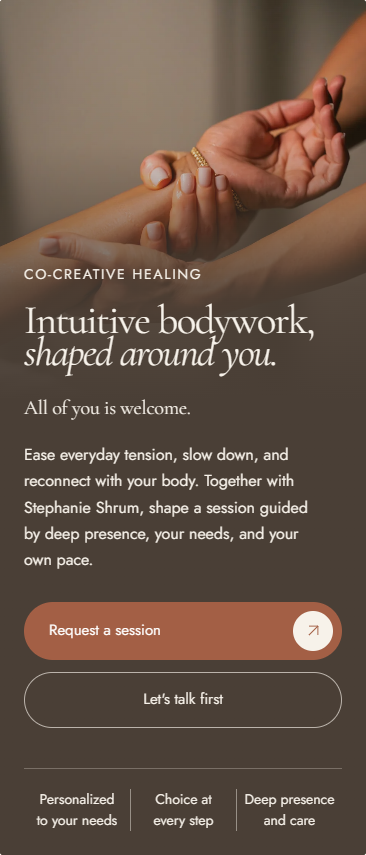 CO-CREATIVE HEALING
Intuitive bodywork,
shaped around you.
All of you is welcome.
Ease everyday tension, slow down, and
reconnect with your body. Together with
Stephanie Shrum, shape a session guided
by deep presence, your needs, and your
own pace.
Request a session
Let's talk first
Personalized
to your needs
Choice at
every step
Deep presence
and care